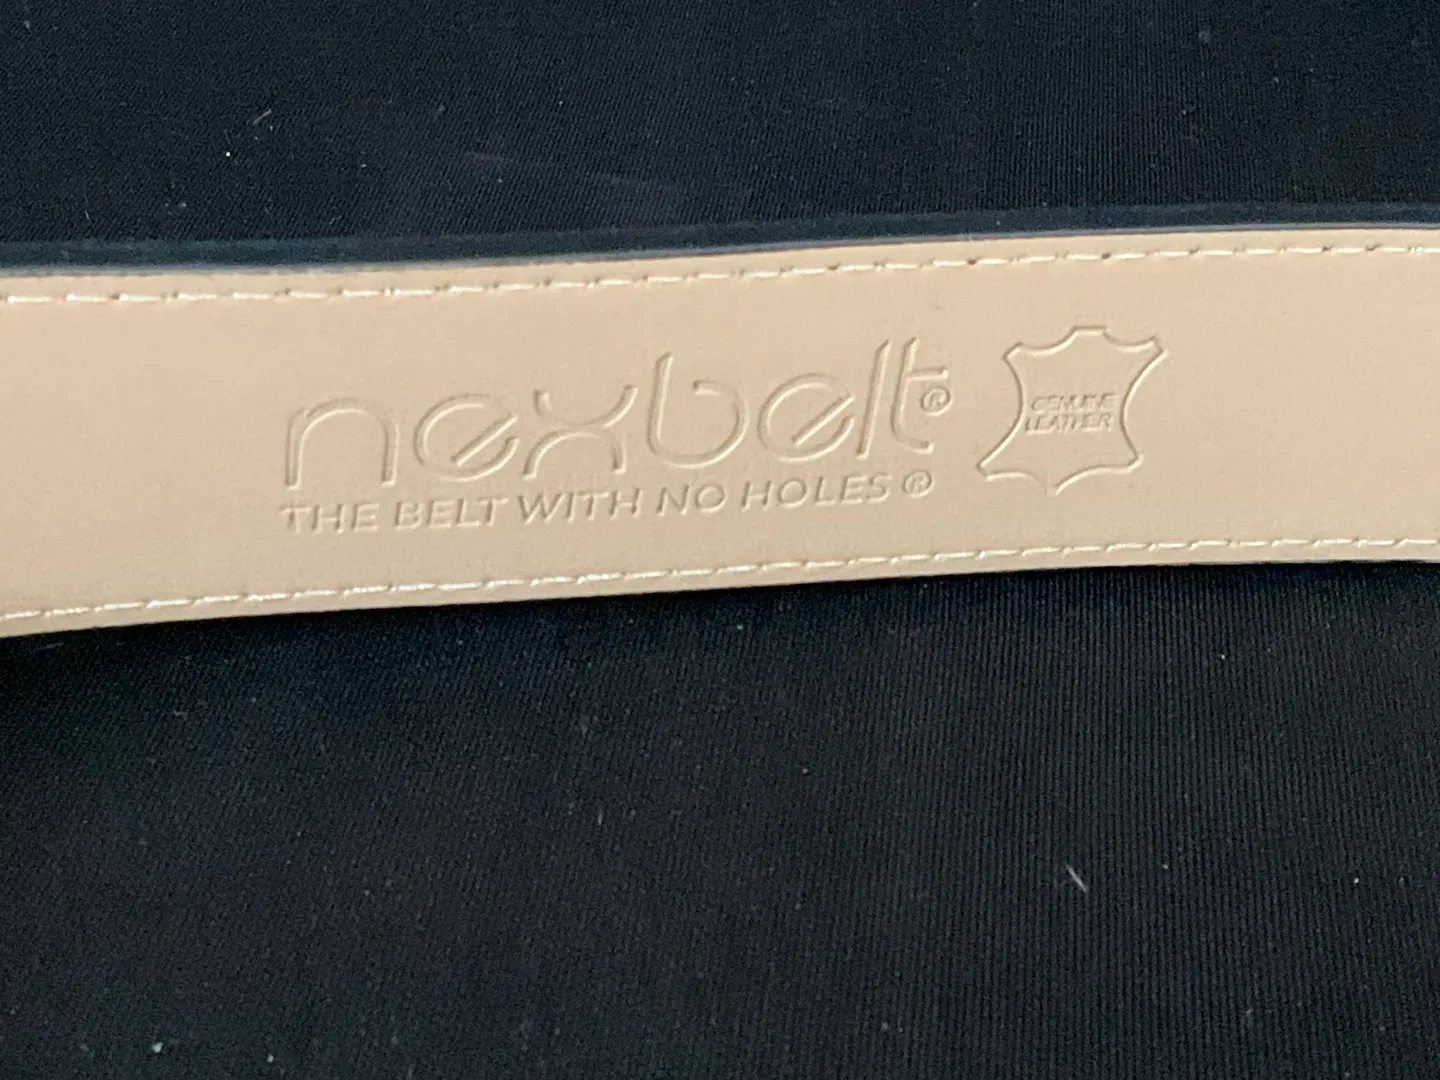 nexbelt®
THE BELT WITH NO HOLES®
GENUINE
LEATHER